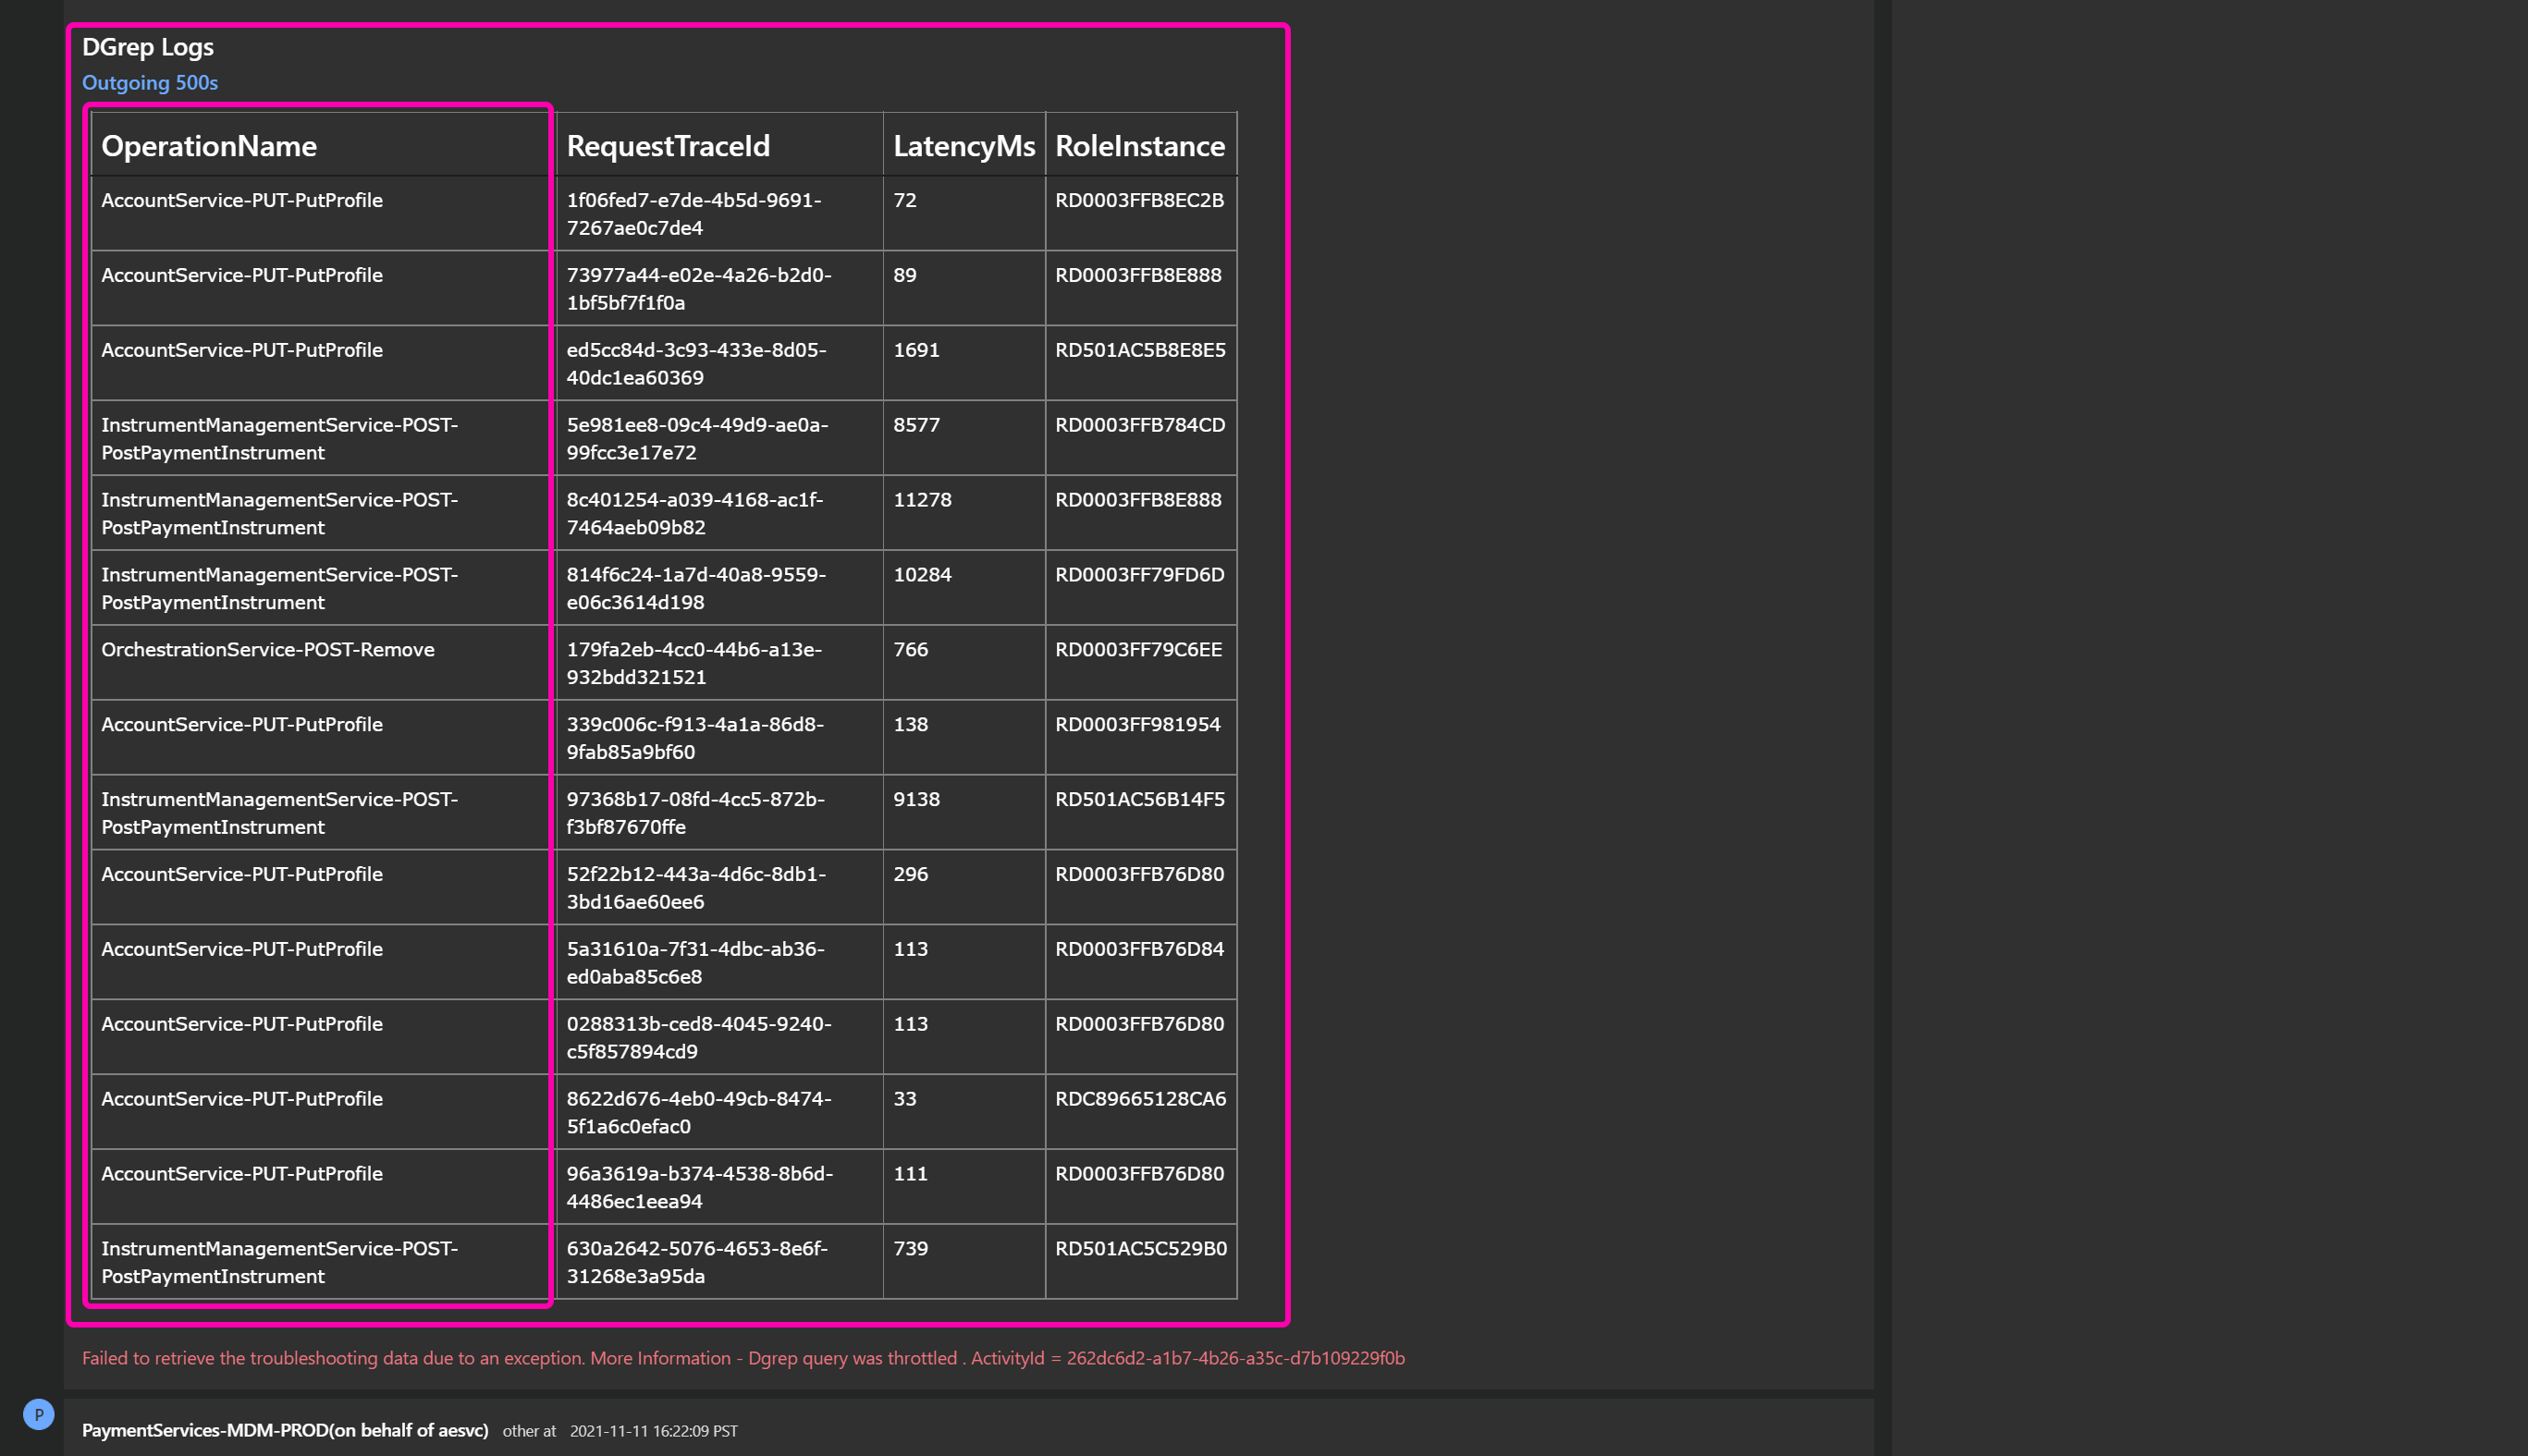 DGrep Logs
Outgoing 500s
OperationName RequestTraceId LatencyMs RoleInstance
AccountService-PUT-PutProfile 1f06fed7-e7de-4b5d-9691- 72 RD0003FFB8EC2B
7267ae0c7de4
AccountService-PUT-PutProfile 73977a44-e02e-4a26-b2d0- 89 RD0003FFB8E888
1bf5bf7f1f0a
AccountService-PUT-PutProfile ed5cc84d-3c93-433e-8d05- 1691 RD501AC5B8E8E5
40dc1ea60369
InstrumentManagementService-POST- 5e981ee8-09c4-49d9-ae0a- 8577 RD0003FFB784CD
PostPaymentInstrument 99fcc3e17e72
InstrumentManagementService-POST- 8c401254-a039-4168-ac1f- 11278 RD0003FFB8E888
PostPaymentInstrument 7464aeb09b82
InstrumentManagementService-POST- 814f6c24-1a7d-40a8-9559- 10284 RD0003FF79FD6D
PostPaymentInstrument e06c3614d198
OrchestrationService-POST-Remove 179fa2eb-4cc0-44b6-a13e- 766 RD0003FF79C6EE
932bdd321521
AccountService-PUT-PutProfile 339c006c-f913-4a1a-86d8- 138 RD0003FF981954
9fab85a9bf60
InstrumentManagementService-POST- 97368b17-08fd-4cc5-872b- 9138 RD501AC56B14F5
PostPaymentInstrument f3bf87670ffe
AccountService-PUT-PutProfile 52f22b12-443a-4d6c-8db1- 296 RD0003FFB76D80
3bd16ae60ee6
AccountService-PUT-PutProfile 5a31610a-7f31-4dbc-ab36- 113 RD0003FFB76D84
ed0aba85c6e8
AccountService-PUT-PutProfile 0288313b-ced8-4045-9240- 113 RD0003FFB76D80
c5f857894cd9
AccountService-PUT-PutProfile 8622d676-4eb0-49cb-8474- 33 RDC89665128CA6
5f1a6c0efac0
AccountService-PUT-PutProfile 96a3619a-b374-4538-8b6d- 111 RD0003FFB76D80
4486ec1eea94
InstrumentManagementService-POST- 630a2642-5076-4653-8e6f- 739 RD501AC5C529B0
PostPaymentInstrument 31268e3a95da
Failed to retrieve the troubleshooting data due to an exception. More Information - Dgrep query was throttled . ActivityId = 262dc6d2-a1b7-4b26-a35c-d7b109229f0b
P
PaymentServices-MDM-PROD(on behalf of aesvc) other at 2021-11-11 16:22:09 PST